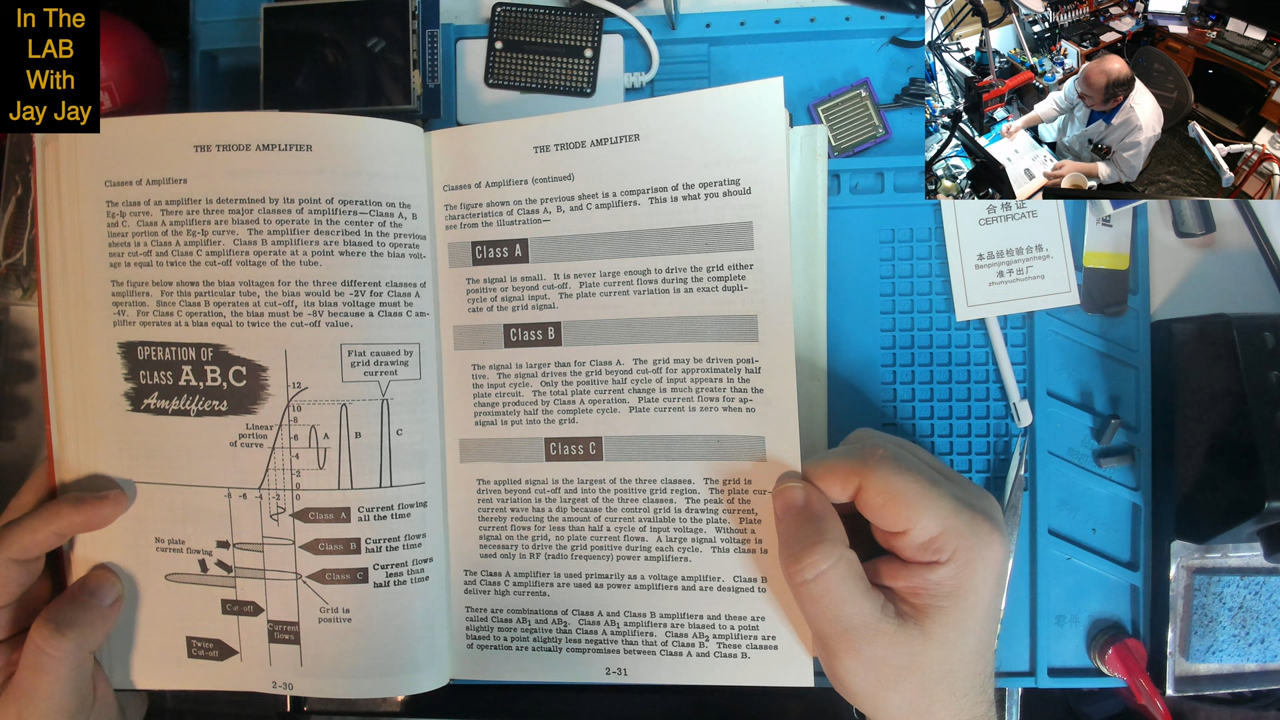 In The
LAB
With
Jay Jay
THE TRIODE AMPLIFIER
Classes of Amplifiers
The class of an amplifier is determined by its point of operation on the
Eg-Ip curve. There are three major classes of amplifiers—Class A, B
and C. Class A amplifiers are biased to operate in the center of the
linear portion of the Eg-Ip curve. The amplifier described in the previous
sheets is a Class A amplifier. Class B amplifiers are biased to operate
near cut-off and Class C amplifiers operate at a point where the bias volt-
age is equal to twice the cut-off voltage of the tube.
The figure below shows the bias voltages for the three different classes of
amplifiers. For this particular tube, the bias would be -2V for Class A
operation. Since Class B operates at cut-off, its bias voltage must be
-4V. For Class C operation, the bias must be -8V because a Class C am-
plifier operates at a bias equal to twice the cut-off value.
OPERATION OF
CLASS A,B,C
Amplifiers
Flat caused by
grid drawing
current
12
10
8
6
4
2
0
Linear
portion
of curve
A
B
C
-8 -6 -4 -2 0
Class A
Current flowing
all the time
No plate
current flowing
Class B
Current flows
half the time
Class C
Current flows
less than
half the time
Cut-off
Grid is
positive
Current
flows
Twice
Cut-off
2-30
THE TRIODE AMPLIFIER
Classes of Amplifiers (continued)
The figure shown on the previous sheet is a comparison of the operating
characteristics of Class A, B, and C amplifiers. This is what you should
see from the illustration—
Class A
The signal is small. It is never large enough to drive the grid either
positive or beyond cut-off. Plate current flows during the complete
cycle of signal input. The plate current variation is an exact dupli-
cate of the grid signal.
Class B
The signal is larger than for Class A. The grid may be driven posi-
tive. The signal drives the grid beyond cut-off for approximately half
the input cycle. Only the positive half cycle of input appears in the
plate circuit. The total plate current change is much greater than the
change produced by Class A operation. Plate current flows for ap-
proximately half the complete cycle. Plate current is zero when no
signal is put into the grid.
Class C
The applied signal is the largest of the three classes. The grid is
driven beyond cut-off and into the positive grid region. The plate cur-
rent variation is the largest of the three classes. The peak of the
current wave has a dip because the control grid is drawing current,
thereby reducing the amount of current available to the plate. Plate
current flows for less than half a cycle of input voltage. Without a
signal on the grid, no plate current flows. A large signal voltage is
necessary to drive the grid positive during each cycle. This class is
used only in RF (radio frequency) power amplifiers.
The Class A amplifier is used primarily as a voltage amplifier. Class B
and Class C amplifiers are used as power amplifiers and are designed to
deliver high currents.
There are combinations of Class A and Class B amplifiers and these are
called Class AB1 and AB2. Class AB1 amplifiers are biased to a point
slightly more negative than Class A amplifiers. Class AB2 amplifiers are
biased to a point slightly less negative than that of Class B. These classes
of operation are actually compromises between Class A and Class B.
2-31
合格证
CERTIFICATE
本品经检验合格，
Benpinjingjianyanhage,
准予出厂
zhunyuchuchang
零件